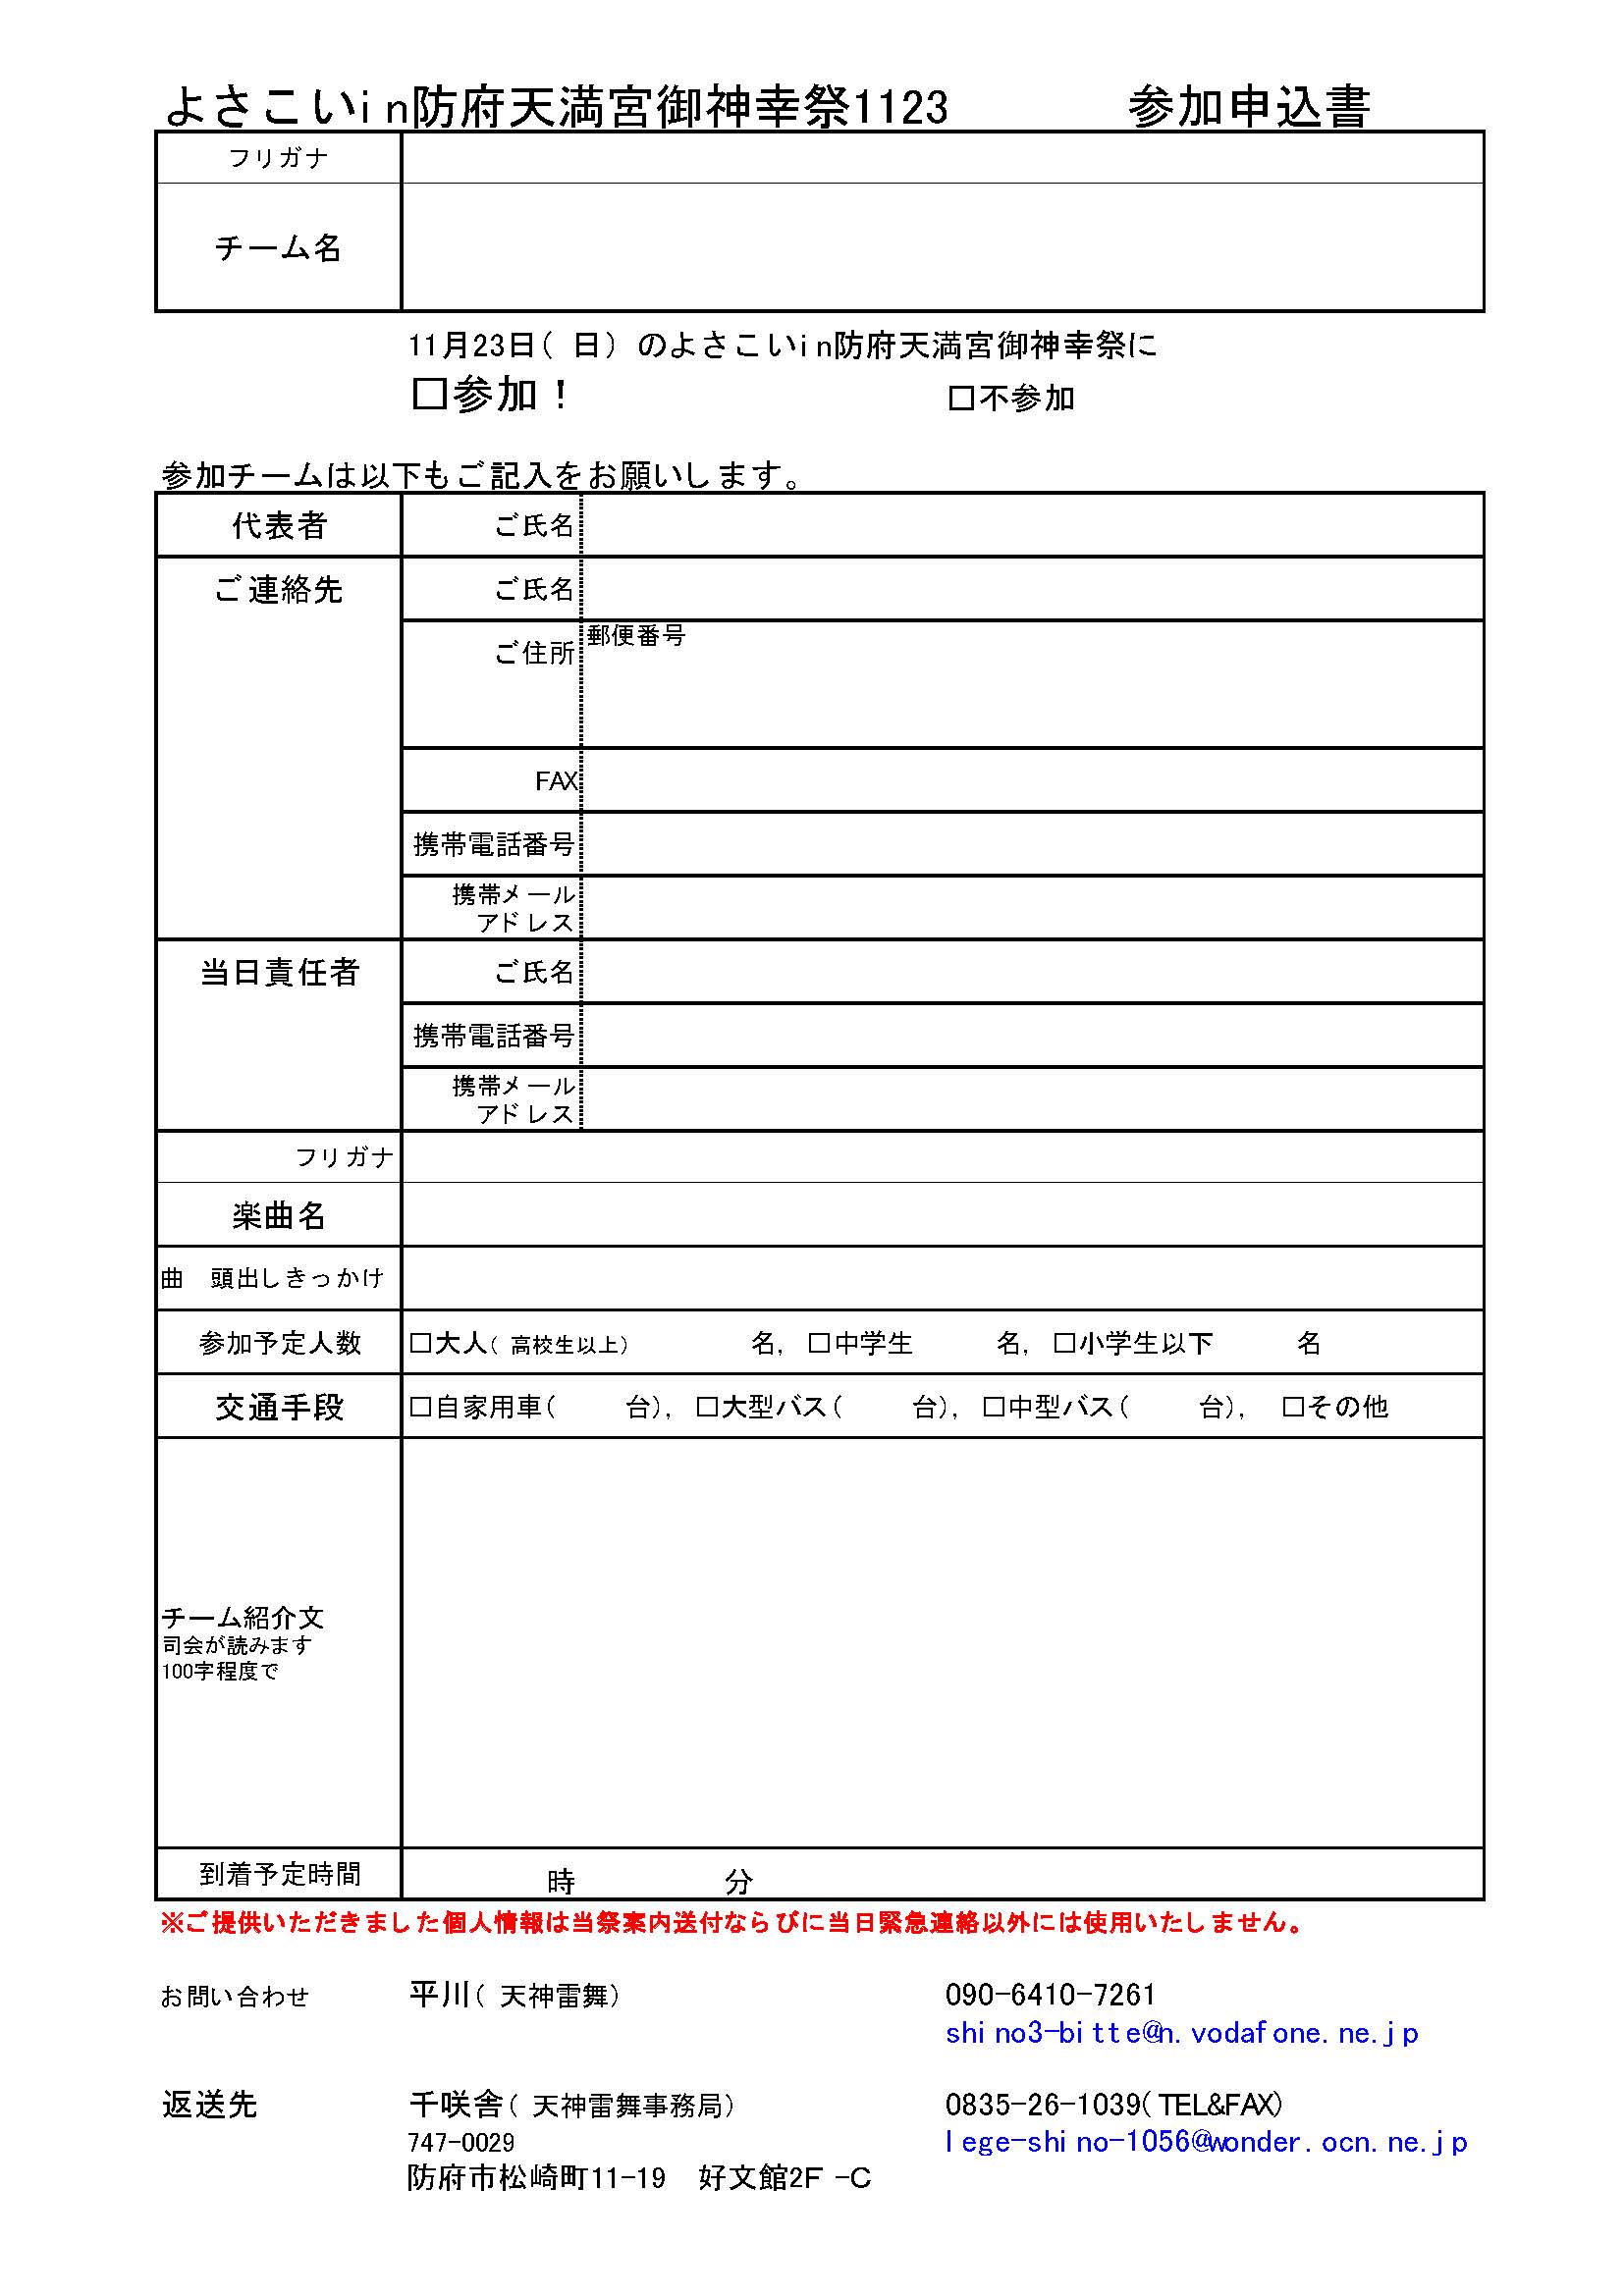 よさこいin防府天満宮御神幸祭1123　参加申込書
フリガナ
チーム名
11月23日(日)のよさこいin防府天満宮御神幸祭に
□参加！　□不参加
参加チームは以下もご記入をお願いします。
代表者　ご氏名
ご連絡先　ご氏名
ご住所　郵便番号
FAX
携帯電話番号
携帯メール
アドレス
当日責任者　ご氏名
携帯電話番号
携帯メール
アドレス
フリガナ
楽曲名
曲　頭出しきっかけ
参加予定人数　□大人(高校生以上)　名,　□中学生　名,　□小学生以下　名
交通手段　□自家用車(　台),　□大型バス(　台),　□中型バス(　台),　□その他
チーム紹介文
司会が読みます
100字程度で
到着予定時間　時　分
※ご提供いただきました個人情報は当祭案内送付ならびに当日緊急連絡以外には使用いたしません。
お問い合わせ　平川(天神雷舞)　090-6410-7261
shino3-bitte@n.vodafone.ne.jp
返送先　千咲舎(天神雷舞事務局)　0835-26-1039(TEL&FAX)
747-0029　lege-shino-1056@wonder.ocn.ne.jp
防府市松崎町11-19　好文館2F-C